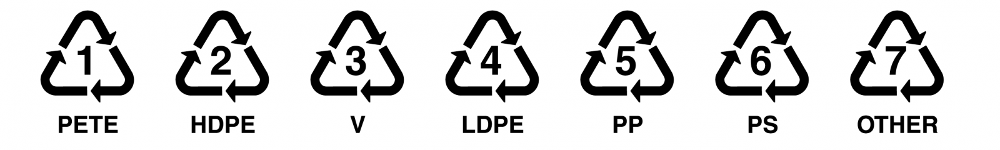 1 2 3 4 5 6 7
PETE HDPE V LDPE PP PS OTHER